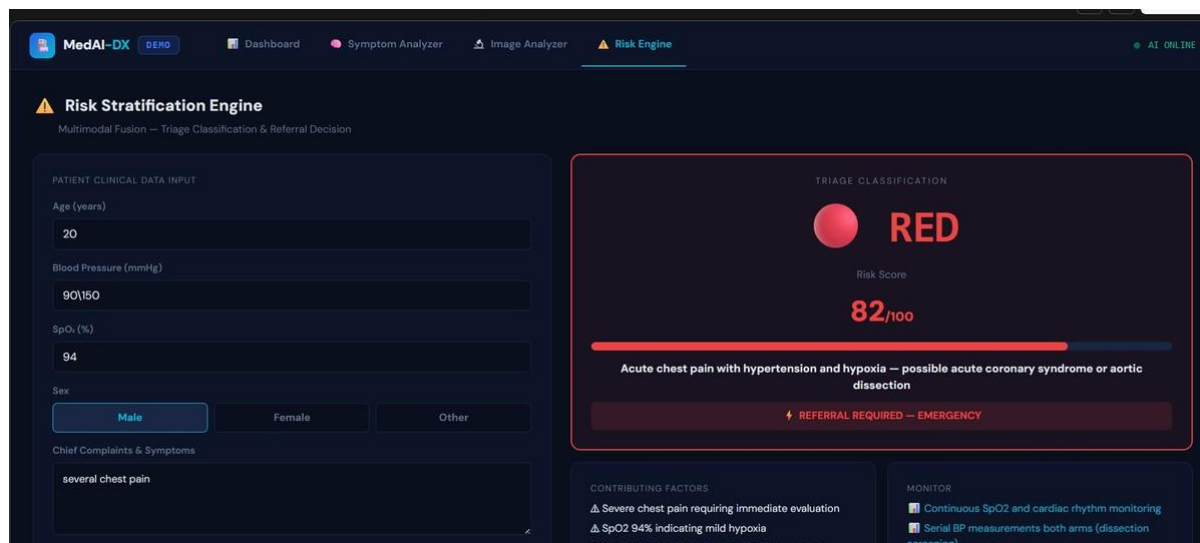 MedAI-DX DEMO Dashboard Symptom Analyzer Image Analyzer Risk Engine AI ONLINE
Risk Stratification Engine
Multimodal Fusion — Triage Classification & Referral Decision
PATIENT CLINICAL DATA INPUT
Age (years)
20
Blood Pressure (mmHg)
90\150
SpO₂ (%)
94
Sex
Male Female Other
Chief Complaints & Symptoms
several chest pain
TRIAGE CLASSIFICATION
RED
Risk Score
82/100
Acute chest pain with hypertension and hypoxia — possible acute coronary syndrome or aortic
dissection
REFERRAL REQUIRED — EMERGENCY
CONTRIBUTING FACTORS
Severe chest pain requiring immediate evaluation
SpO2 94% indicating mild hypoxia
MONITOR
Continuous SpO2 and cardiac rhythm monitoring
Serial BP measurements both arms (dissection